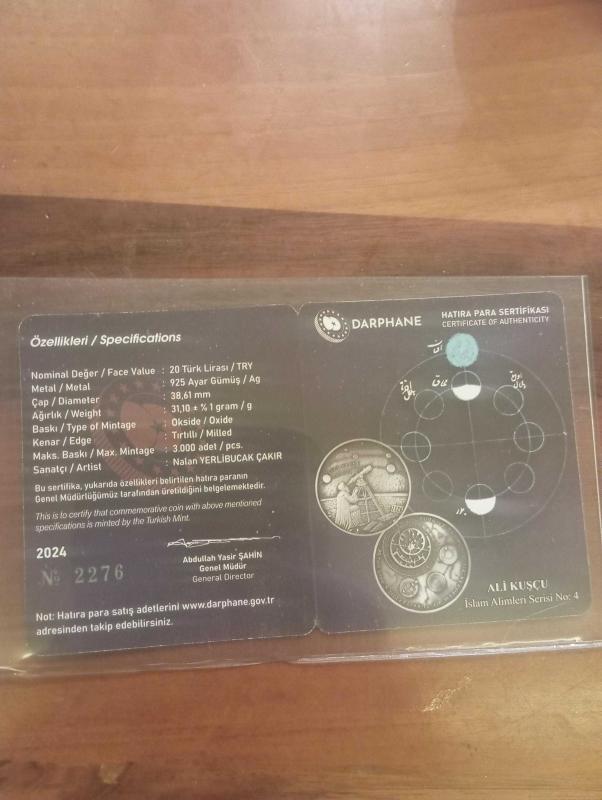 Özellikleri / Specifications
Nominal Değer / Face Value : 20 Türk Lirası / TRY
Metal / Metal : 925 Ayar Gümüş / Ag
Çap / Diameter : 38,61 mm
Ağırlık / Weight : 31,10 ± % 1 gram / g
Baskı / Type of Mintage : Okside / Oxide
Kenar / Edge : Tırtıllı / Milled
Maks. Baskı / Max. Mintage : 3.000 adet / pcs.
Sanatçı / Artist : Nalan YERLİBUCAK ÇAKIR
Bu sertifika, yukarıda özellikleri belirtilen hatıra paranın
Genel Müdürlüğümüz tarafından üretildiğini belgelemektedir.
This is to certify that commemorative coin with above mentioned
specifications is minted by the Turkish Mint.
2024
№ 2276
Abdullah Yasir ŞAHİN
Genel Müdür
General Director
Not: Hatıra para satış adetlerini www.darphane.gov.tr
adresinden takip edebilirsiniz.
DARPHANE
HATIRA PARA SERTİFİKASI
CERTIFICATE OF AUTHENTICITY
ALİ KUŞÇU
İslam Alimleri Serisi No: 4